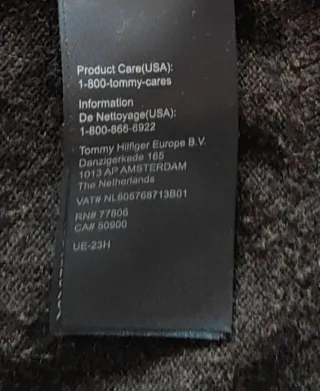 Product Care(USA):
1-800-tommy-cares
Information
De Nettoyage(USA):
1-800-866-6922
Tommy Hilfiger Europe B.V.
Danzigerkade 165
1013 AP AMSTERDAM
The Netherlands
VAT# NL805768713B01
RN# 77806
CA# 50900
UE-23H